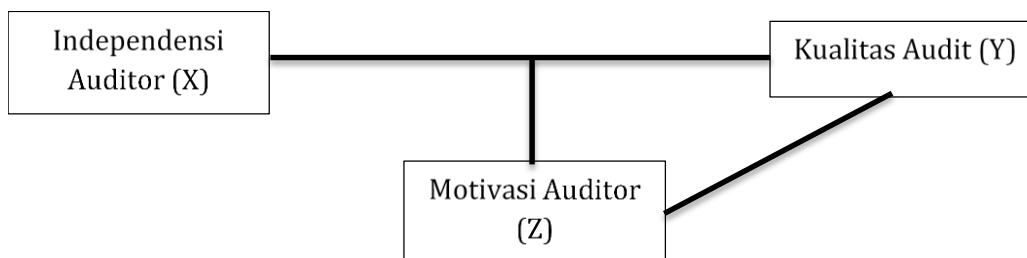 Independensi
Auditor (X)
Kualitas Audit (Y)
Motivasi Auditor
(Z)